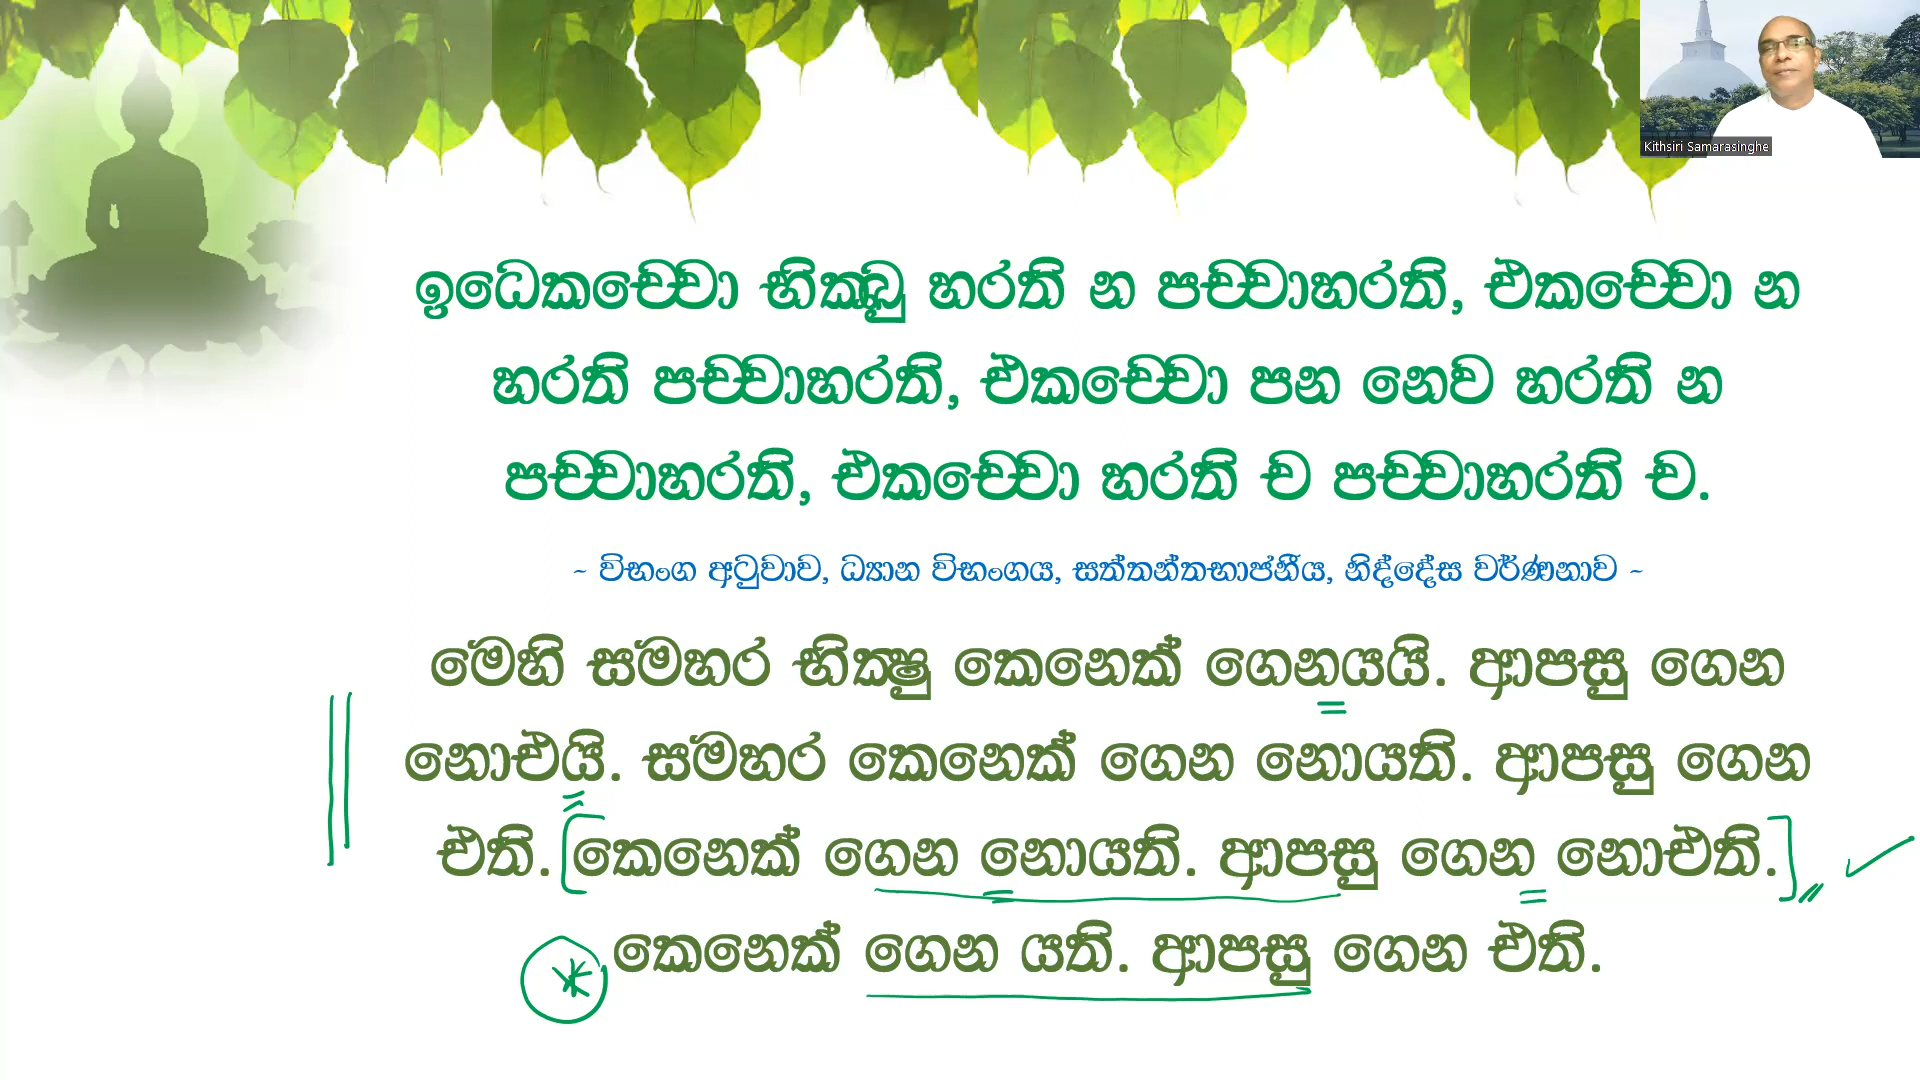 Kithsiri Samarasinghe
ඉධෙකච්චො භික්ඛු හරති න පච්චාහරති, එකච්චො න
හරති පච්චාහරති, එකච්චො පන නෙව හරති න
පච්චාහරති, එකච්චො හරති ච පච්චාහරති ච.
~ විභංග අටුවාව, ධ්‍යාන විභංගය, සත්තන්තභාජනීය, නිද්දේස වර්ණනාව ~
මෙහි සමහර භික්ෂු කෙනෙක් ගෙනයයි. ආපසු ගෙන
නොඑයි. සමහර කෙනෙක් ගෙන නොයති. ආපසු ගෙන
එති. කෙනෙක් ගෙන නොයති. ආපසු ගෙන නොඑති.
කෙනෙක් ගෙන යති. ආපසු ගෙන එති.